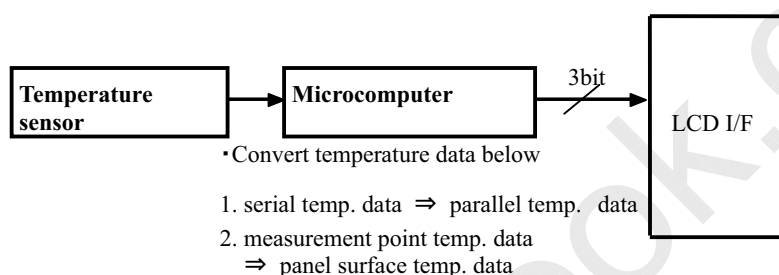 3bit
Temperature
sensor
Microcomputer
LCD I/F
・Convert temperature data below
1. serial temp. data ⇒ parallel temp. data
2. measurement point temp. data
⇒ panel surface temp. data